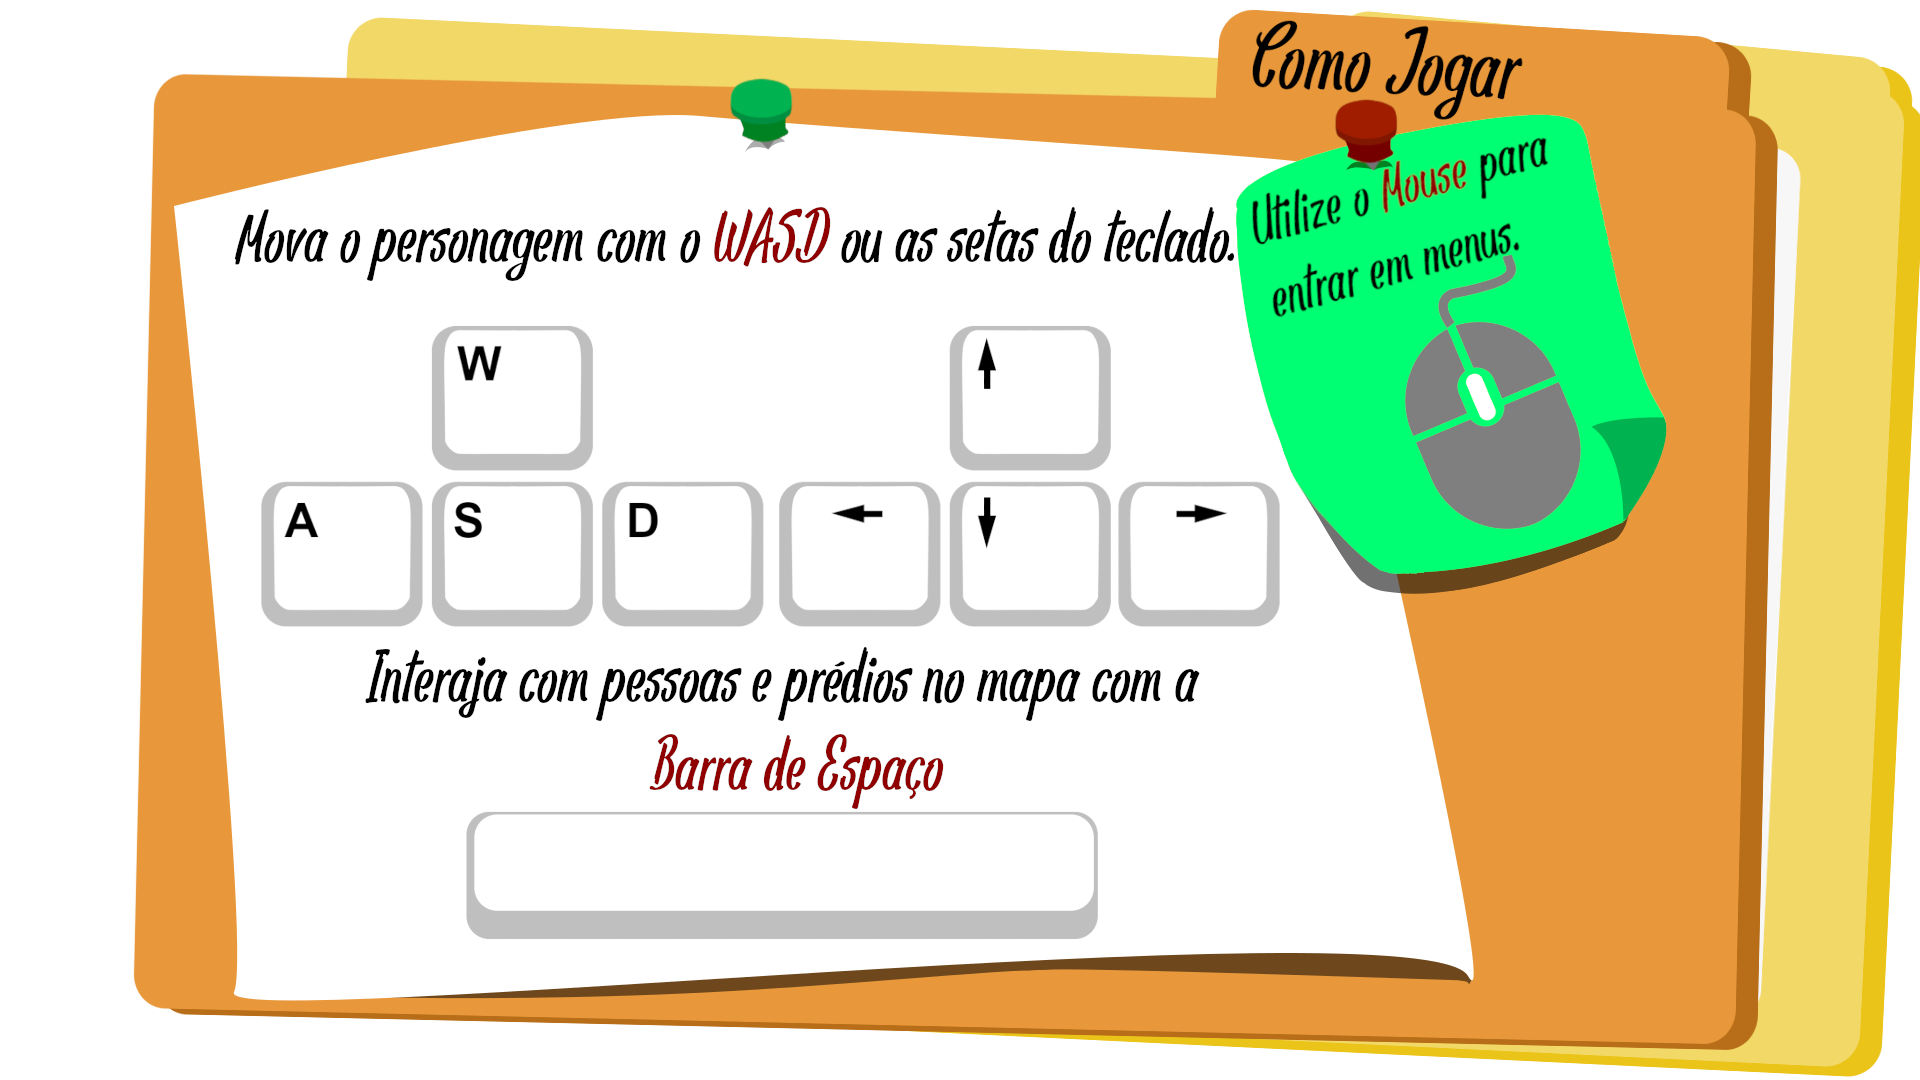 Como Jogar
Mova o personagem com o WASD ou as setas do teclado.
Utilize o Mouse para
entrar em menus.
W
A S D
Interaja com pessoas e prédios no mapa com a
Barra de Espaço